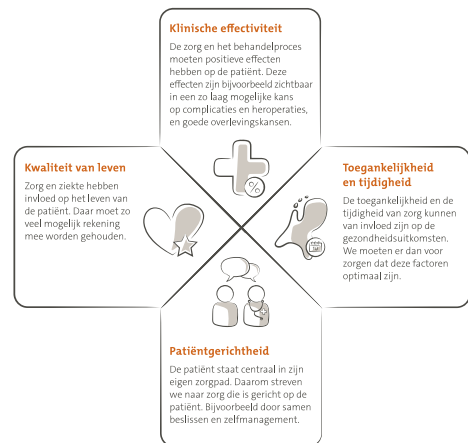 Klinische effectiviteit
De zorg en het behandelproces
moeten positieve effecten
hebben op de patiënt. Deze
effecten zijn bijvoorbeeld zichtbaar
in een zo laag mogelijke kans
op complicaties en heroperaties,
en goede overlevingskansen.
%
Kwaliteit van leven
Zorg en ziekte hebben
invloed op het leven van
de patiënt. Daar moet zo
veel mogelijk rekening
mee worden gehouden.
Toegankelijkheid
en tijdigheid
De toegankelijkheid en de
tijdigheid van zorg kunnen
van invloed zijn op de
gezondheidsuitkomsten.
We moeten er dan voor
zorgen dat deze factoren
optimaal zijn.
Patiëntgerichtheid
De patiënt staat centraal in zijn
eigen zorgpad. Daarom streven
we naar zorg die is gericht op de
patiënt. Bijvoorbeeld door samen
beslissen en zelfmanagement.